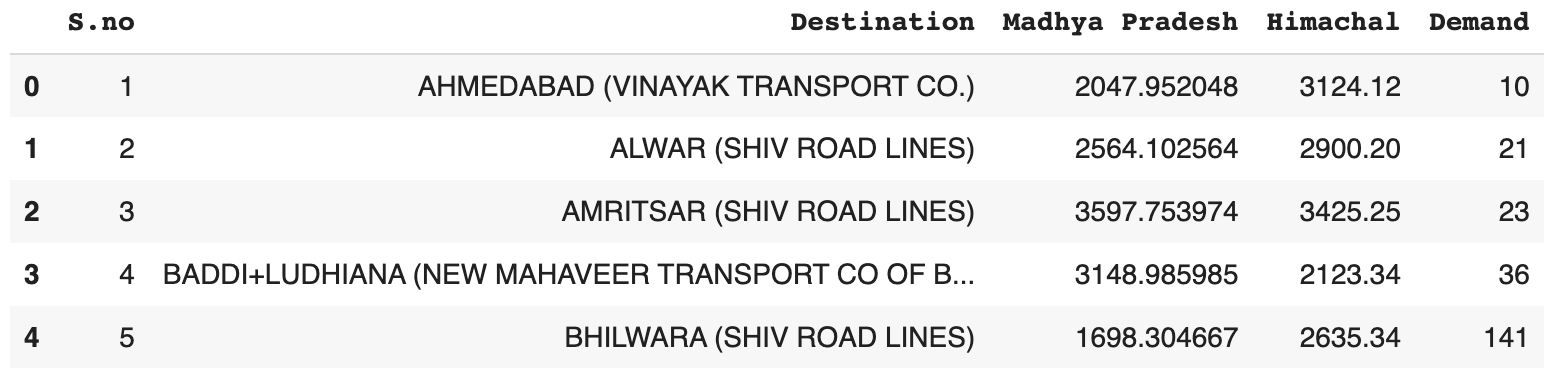 S.no Destination Madhya Pradesh Himachal Demand
0 1 AHMEDABAD (VINAYAK TRANSPORT CO.) 2047.952048 3124.12 10
1 2 ALWAR (SHIV ROAD LINES) 2564.102564 2900.20 21
2 3 AMRITSAR (SHIV ROAD LINES) 3597.753974 3425.25 23
3 4 BADDI+LUDHIANA (NEW MAHAVEER TRANSPORT CO OF B... 3148.985985 2123.34 36
4 5 BHILWARA (SHIV ROAD LINES) 1698.304667 2635.34 141